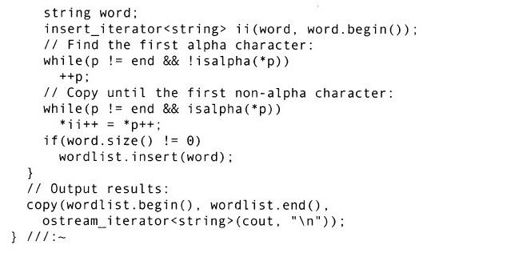 string word;
insert_iterator<string> ii(word, word.begin());
// Find the first alpha character:
while(p != end && !isalpha(*p))
++p;
// Copy until the first non-alpha character:
while(p != end && isalpha(*p))
*ii++ = *p++;
if(word.size() != 0)
wordlist.insert(word);
}
// Output results:
copy(wordlist.begin(), wordlist.end(),
ostream_iterator<string>(cout, "\n"));
} ///:~